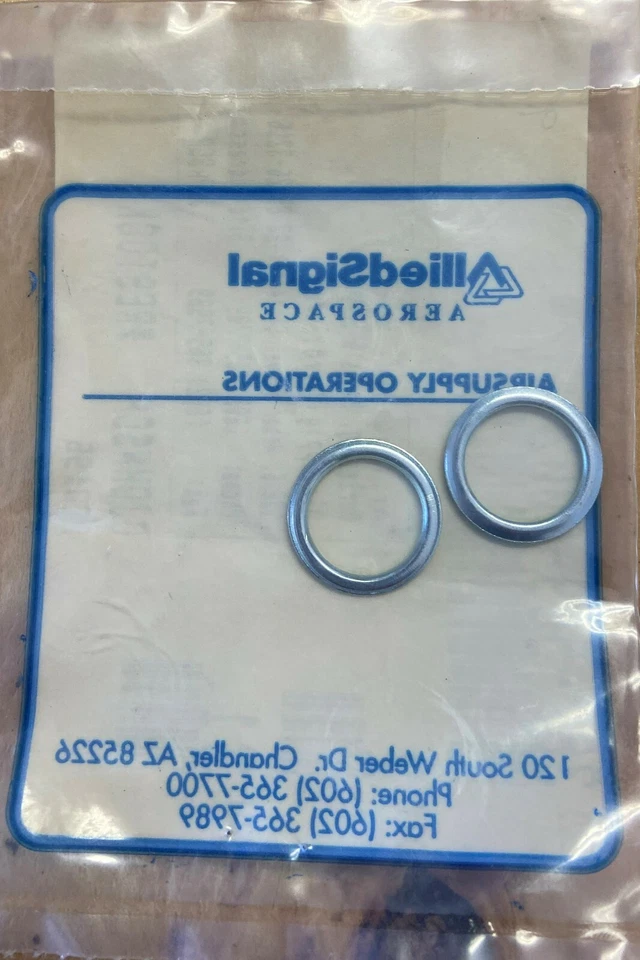 AlliedSignal
AEROSPACE
AIRSUPPLY OPERATIONS
120 South Weber Dr. Chandler, AZ 85226
Phone: (602) 365-7700
Fax: (602) 365-7989